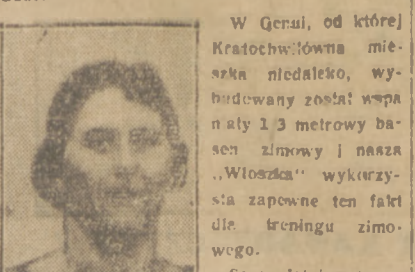 W Genui, od której
Kratochwilówna mie-
szka niedaleko, wy-
budowany został wspa
niały 1 3 metrowy ba-
sen zimowy i nasza
„Włoszka" wykorzy-
sta zapewne ten fakt
dla treningu zimo-
wego.